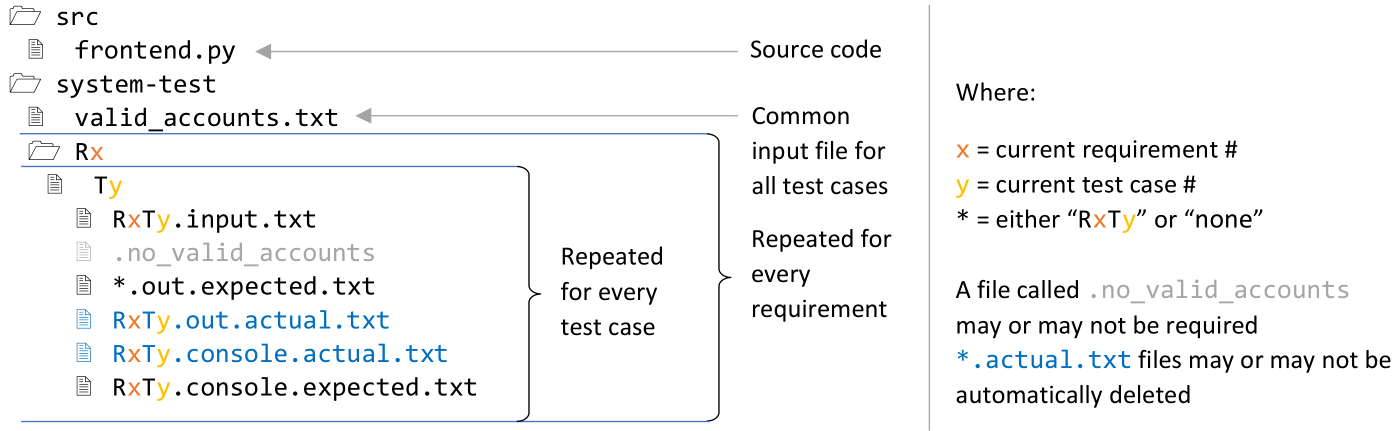 src
frontend.py
system-test
valid_accounts.txt
Rx
Ty
RxTy.input.txt
.no_valid_accounts
*.out.expected.txt
RxTy.out.actual.txt
RxTy.console.actual.txt
RxTy.console.expected.txt
Repeated
for every
test case
Source code
Common
input file for
all test cases
Repeated for
every
requirement
Where:
x = current requirement #
y = current test case #
* = either “RxTy” or “none”
A file called .no_valid_accounts
may or may not be required
*.actual.txt files may or may not be
automatically deleted